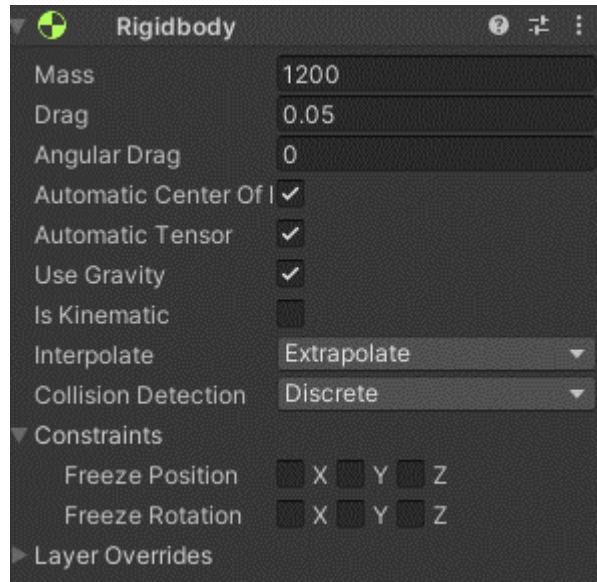 Rigidbody
Mass 1200
Drag 0.05
Angular Drag 0
Automatic Center Of
Automatic Tensor
Use Gravity
Is Kinematic
Interpolate Extrapolate
Collision Detection Discrete
Constraints
Freeze Position X Y Z
Freeze Rotation X Y Z
Layer Overrides